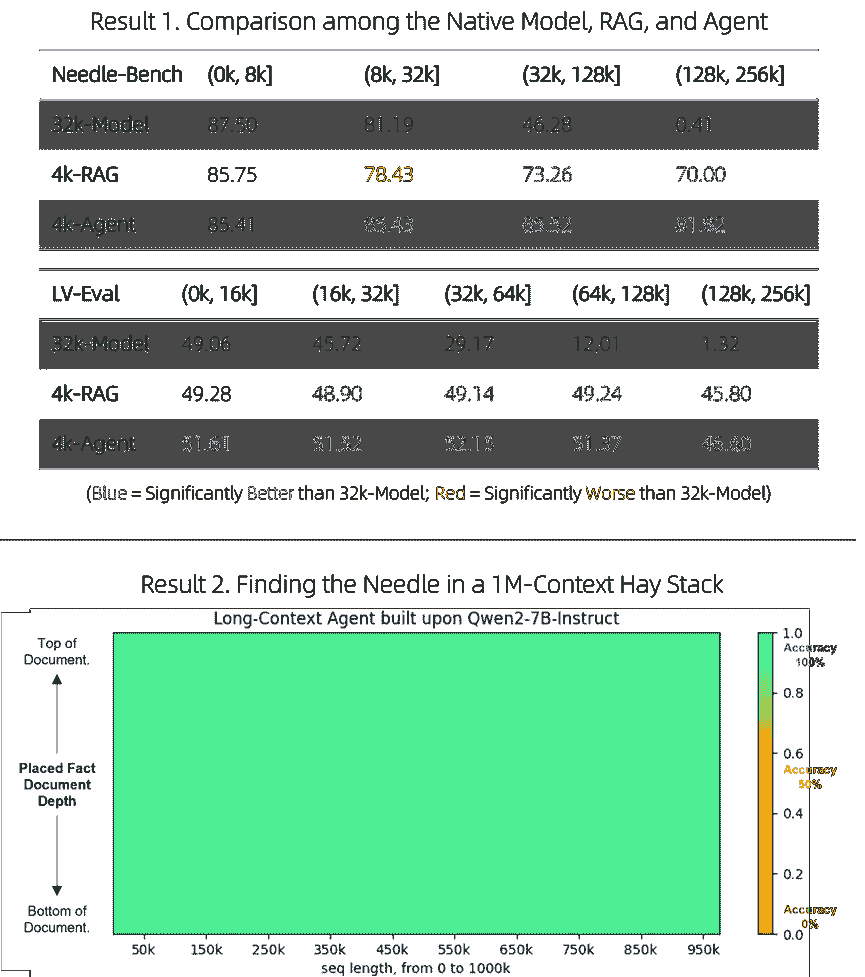 Result 1. Comparison among the Native Model, RAG, and Agent
Needle-Bench (0k, 8k] (8k, 32k] (32k, 128k] (128k, 256k]
32k-Model 87.50 81.19 46.28 0.41
4k-RAG 85.75 78.43 73.26 70.00
4k-Agent 85.41
LV-Eval (0k, 16k] (16k, 32k] (32k, 64k] (64k, 128k] (128k, 256k]
32k-Model 49.06 45.72 29.17 12.01 1.32
4k-RAG 49.28 48.90 49.14 49.24 45.80
4k-Agent
(Blue = Significantly Better than 32k-Model; Red = Significantly Worse than 32k-Model)
Result 2. Finding the Needle in a 1M-Context Hay Stack
Long-Context Agent built upon Qwen2-7B-Instruct
Top of
Document.
Placed Fact
Document
Depth
Bottom of
Document.
1.0
Accuracy
100%
0.8
0.6
Accuracy
50%
0.4
0.2
Accuracy
0%
0.0
50k 150k 250k 350k 450k 550k 650k 750k 850k 950k
seq length, from 0 to 1000k